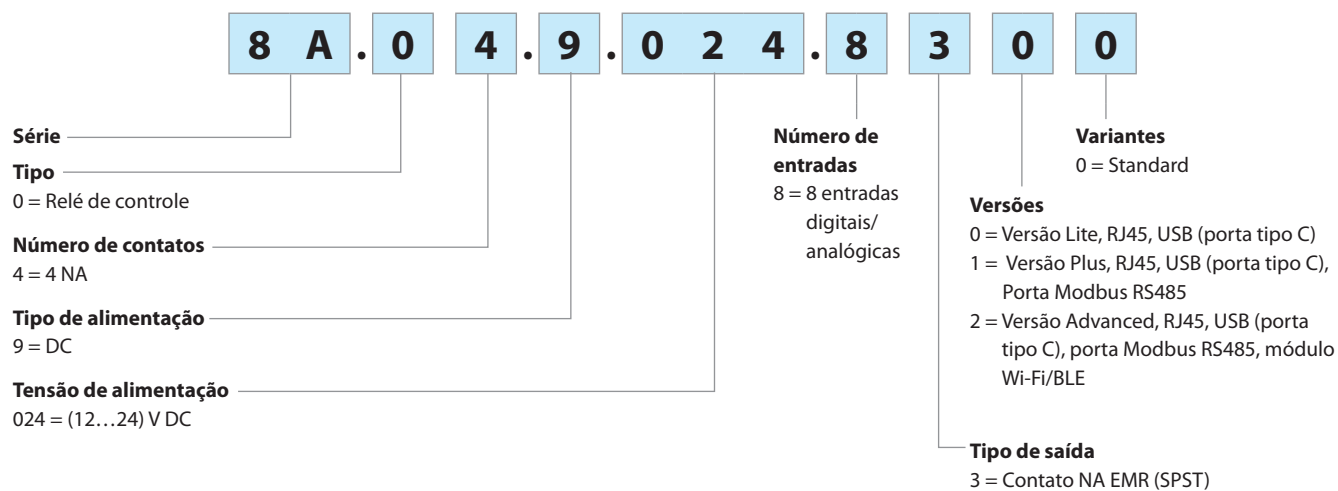 8 A . 0 4 . 9 . 0 2 4 . 8 3 0 0
Série
Tipo
0 = Relé de controle
Número de contatos
4 = 4 NA
Tipo de alimentação
9 = DC
Tensão de alimentação
024 = (12…24) V DC
Número de
entradas
8 = 8 entradas
digitais/
analógicas
Variantes
0 = Standard
Versões
0 = Versão Lite, RJ45, USB (porta tipo C)
1 = Versão Plus, RJ45, USB (porta tipo C),
Porta Modbus RS485
2 = Versão Advanced, RJ45, USB (porta
tipo C), porta Modbus RS485, módulo
Wi-Fi/BLE
Tipo de saída
3 = Contato NA EMR (SPST)